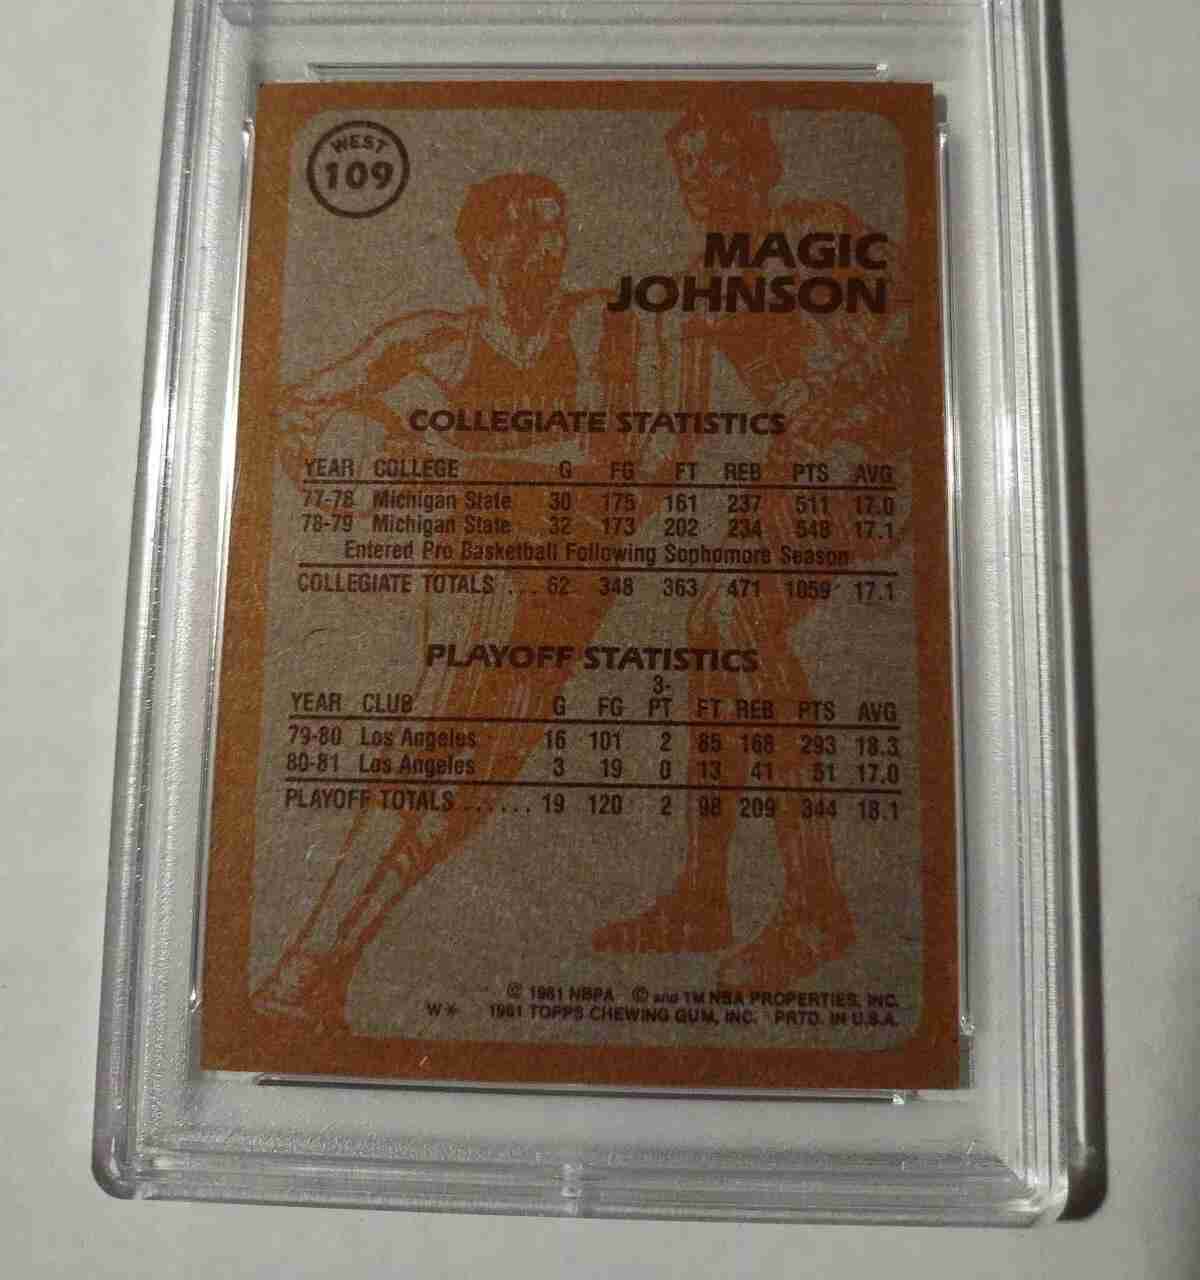 WEST
109
MAGIC
JOHNSON
COLLEGIATE STATISTICS
YEAR COLLEGE G FG FT REB PTS AVG
77-78 Michigan State 30 175 161 237 511 17.0
78-79 Michigan State 32 173 202 234 548 17.1
Entered Pro Basketball Following Sophomore Season
COLLEGIATE TOTALS ... 62 348 363 471 1059 17.1
PLAYOFF STATISTICS
YEAR CLUB G FG 3-PT FT REB PTS AVG
79-80 Los Angeles 16 101 2 85 168 293 18.3
80-81 Los Angeles 3 19 0 13 41 51 17.0
PLAYOFF TOTALS ...... 19 120 2 98 209 344 18.1
© 1981 NBPA © and TM NBA PROPERTIES, INC.
W* 1981 TOPPS CHEWING GUM, INC. PRTD. IN U.S.A.